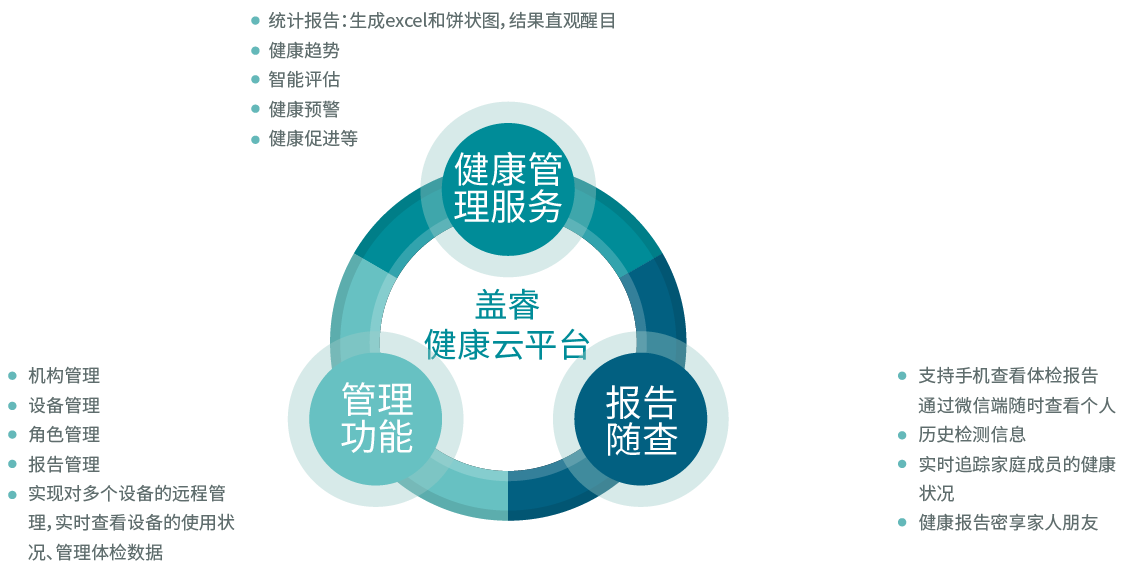 统计报告：生成excel和饼状图，结果直观醒目
健康趋势
智能评估
健康预警
健康促进等
健康管
理服务
盖睿
健康云平台
管理
功能
报告
随查
机构管理
设备管理
角色管理
报告管理
实现对多个设备的远程管
理，实时查看设备的使用状
况、管理体检数据
支持手机查看体检报告
通过微信端随时查看个人
历史检测信息
实时追踪家庭成员的健康
状况
健康报告密享家人朋友